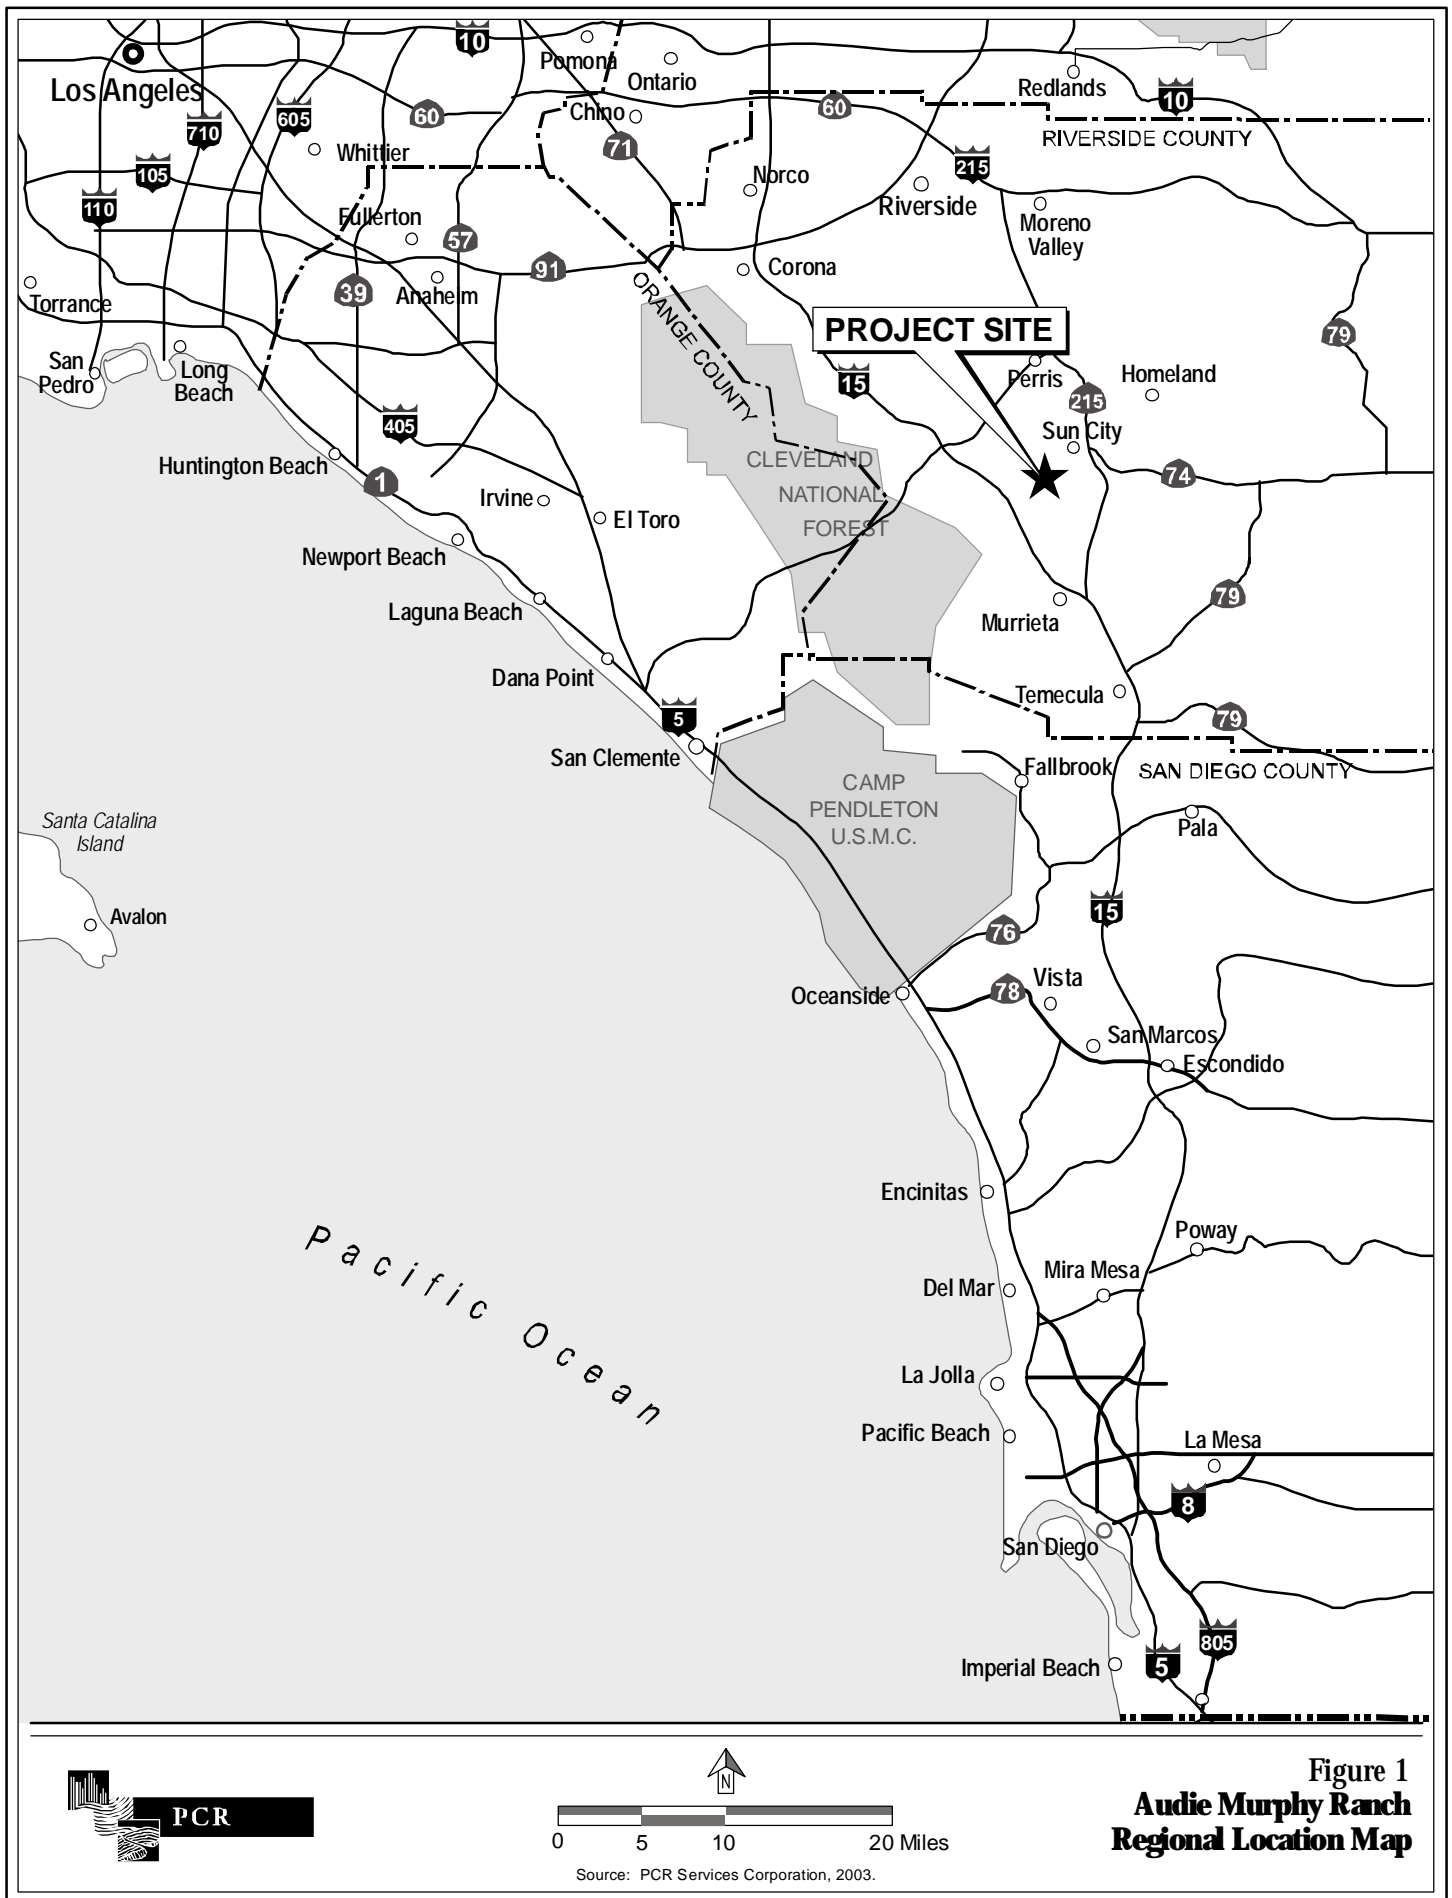 10
Pomona
Ontario
Los Angeles
Redlands
10
605
60
Chino
60
710
RIVERSIDE COUNTY
Whittier
71
105
215
Norco
110
Riverside
Fullerton
57
Moreno
Valley
91
Corona
39
Anaheim
Torrance
ORANGE COUNTY
PROJECT SITE
79
San
Pedro
Long
Beach
15
Perris
Homeland
215
405
Sun City
Huntington Beach
1
CLEVELAND
NATIONAL
FOREST
74
Irvine
El Toro
Newport Beach
79
Laguna Beach
Murrieta
Dana Point
Temecula
5
79
San Clemente
Fallbrook
SAN DIEGO COUNTY
CAMP
PENDLETON
U.S.M.C.
Santa Catalina
Island
Pala
Avalon
15
76
Vista
Oceanside
78
San Marcos
Escondido
Encinitas
Pacific Ocean
Poway
Mira Mesa
Del Mar
La Jolla
Pacific Beach
La Mesa
8
San Diego
805
Imperial Beach
5
PCR
N
0 5 10 20 Miles
Source: PCR Services Corporation, 2003.
Figure 1
Audie Murphy Ranch
Regional Location Map